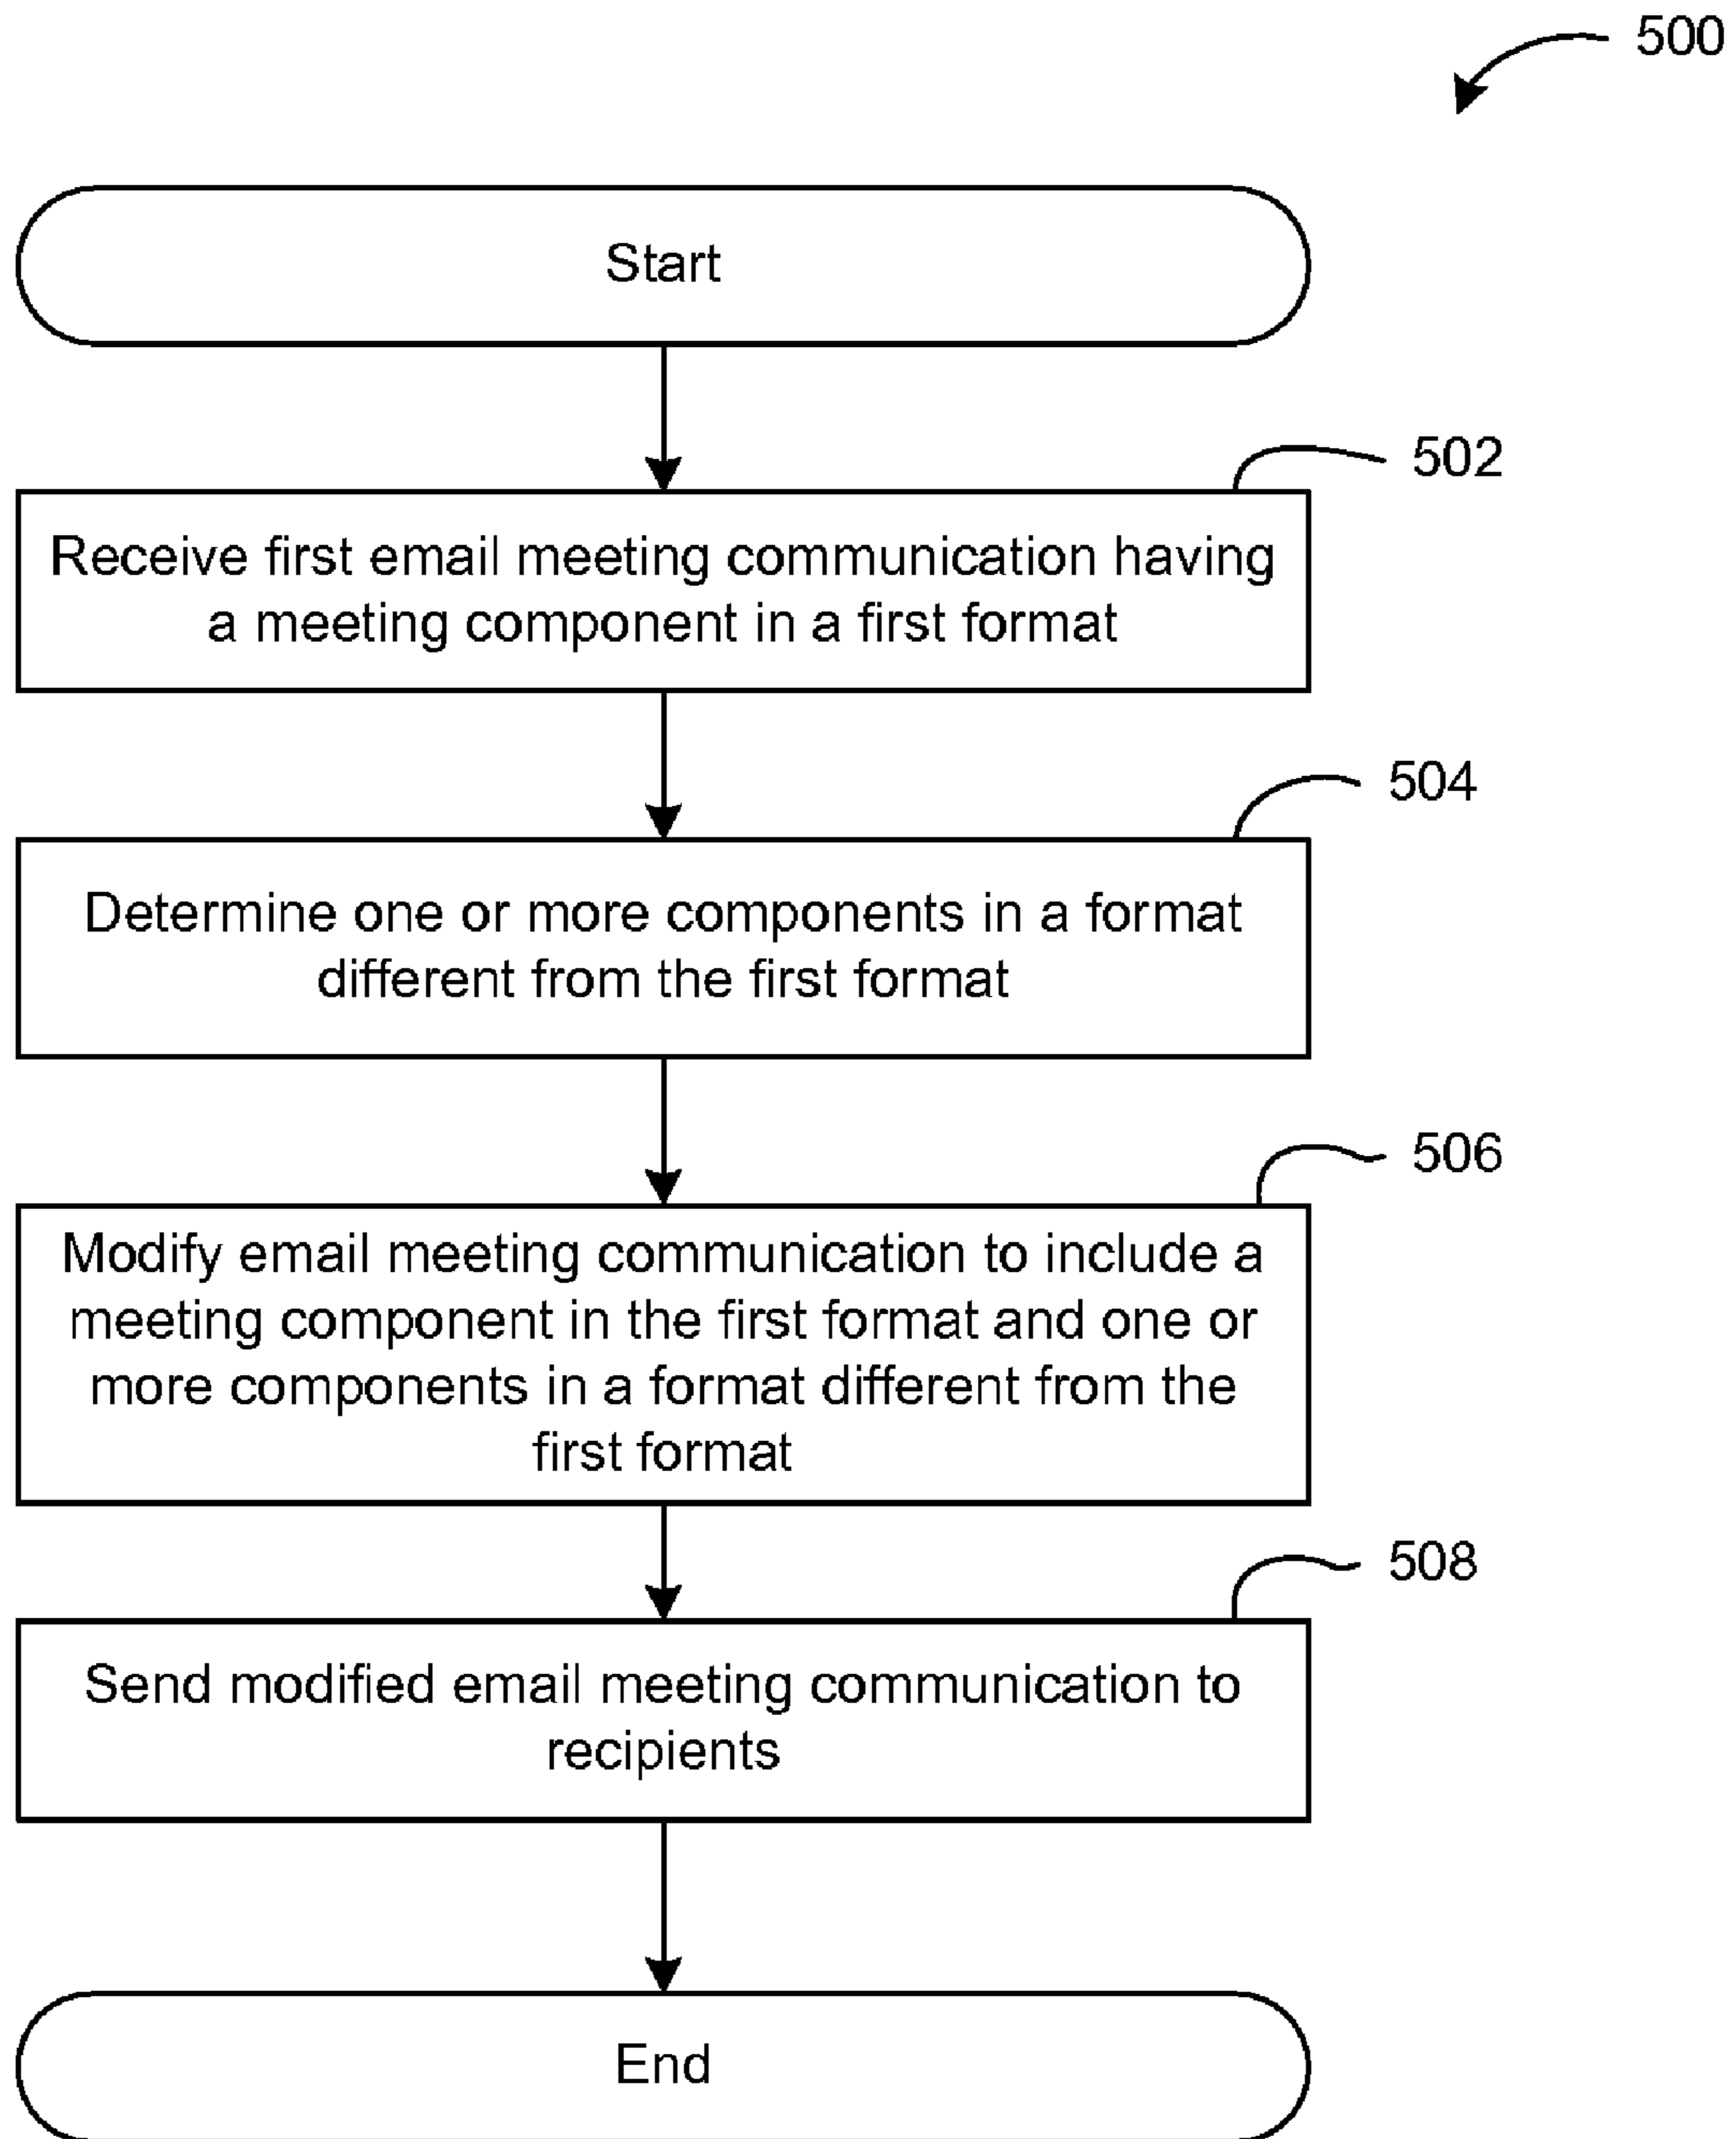 500
Start
502
Receive first email meeting communication having
a meeting component in a first format
504
Determine one or more components in a format
different from the first format
506
Modify email meeting communication to include a
meeting component in the first format and one or
more components in a format different from the
first format
508
Send modified email meeting communication to
recipients
End